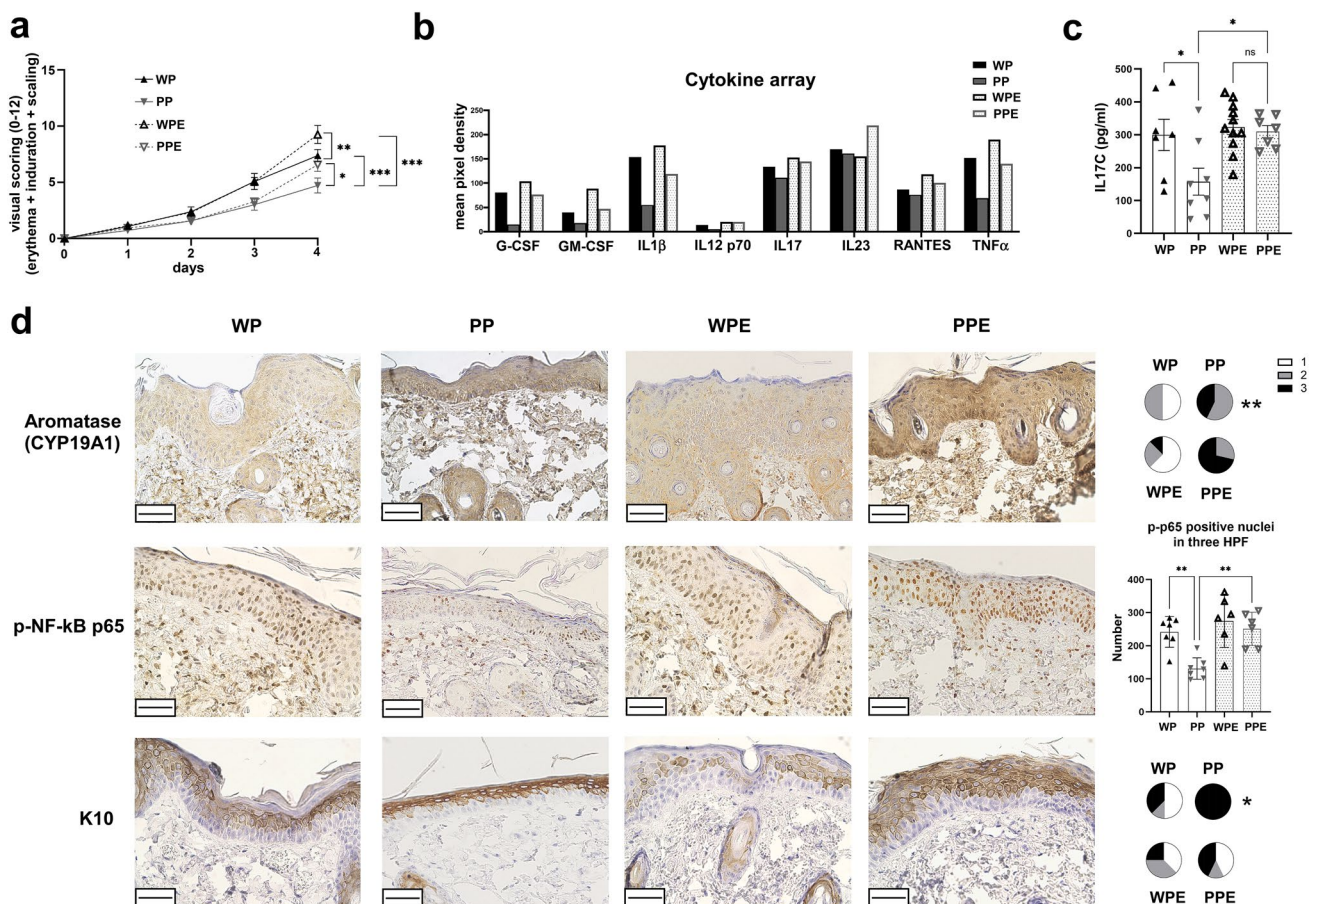 a
visual scoring (0-12)
(erythema + induration + scaling)
15
10
5
0
0
1
2
3
4
days
WP
PP
WPE
PPE
**
*
***
***
b
Cytokine array
WP
PP
WPE
PPE
mean pixel density
250
200
150
100
50
0
G-CSF
GM-CSF
IL1β
IL12 p70
IL17
IL23
RANTES
TNFα
c
*
*
ns
IL17C (pg/ml)
500
400
300
200
100
0
WP
PP
WPE
PPE
d
WP
PP
WPE
PPE
Aromatase
(CYP19A1)
WP
PP
1
2
3
**
WPE
PPE
p-NF-kB p65
p-p65 positive nuclei
in three HPF
**
**
Number
400
300
200
100
0
WP
PP
WPE
PPE
K10
WP
PP
*
WPE
PPE